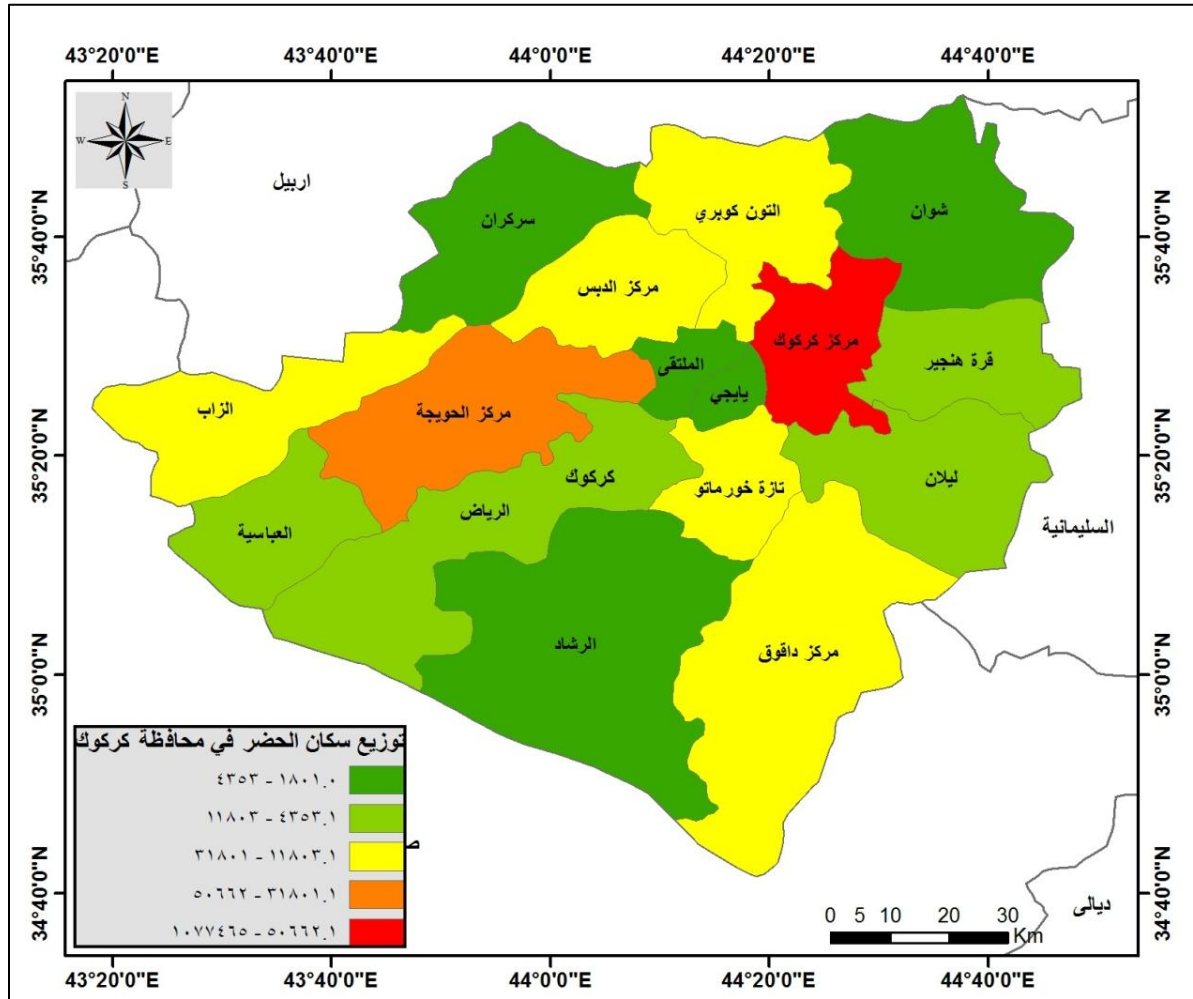 43°20'0"E 43°40'0"E 44°0'0"E 44°20'0"E 44°40'0"E
N
W E
S
اربيل
شوان
التون كوبري
سركران
35°40'0"N 35°40'0"N
مركز الدبس
مركز كركوك
قرة هنجير
الملتقى
يايجي
الزاب
مركز الحويجة
35°20'0"N 35°20'0"N
كركوك
ليلان
تازة خورماتو
الرياض
العباسية
السليمانية
الرشاد
مركز داقوق
35°0'0"N 35°0'0"N
توزيع سكان الحضر في محافظة كركوك
١٨٠١.٠ - ٤٣٥٣
٤٣٥٣.١ - ١١٨٠٣
١١٨٠٣.١ - ٣١٨٠١
٣١٨٠١.١ - ٥٠٦٦٢
٥٠٦٦٢.١ - ١٠٧٧٤٦٥
34°40'0"N 34°40'0"N
ديالى
0 5 10 20 30
Km
43°20'0"E 43°40'0"E 44°0'0"E 44°20'0"E 44°40'0"E